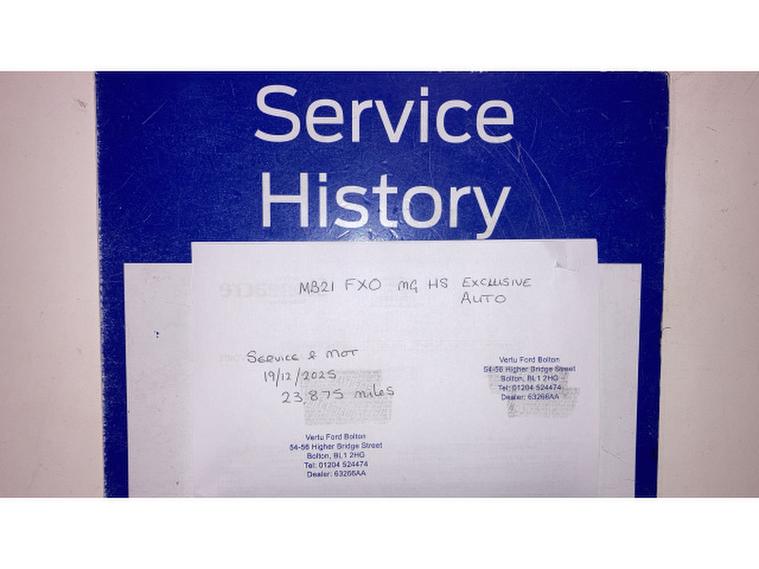 Service
History
MB21 FXO MG HS EXCLUSIVE
AUTO
SERVICE & MOT
19/12/2025
23,875 miles
Vertu Ford Bolton
54-56 Higher Bridge Street
Bolton, BL1 2HG
Tel: 01204 524474
Dealer: 63266AA
Vertu Ford Bolton
54-56 Higher Bridge Street
Bolton, BL1 2HG
Tel: 01204 524474
Dealer: 63266AA